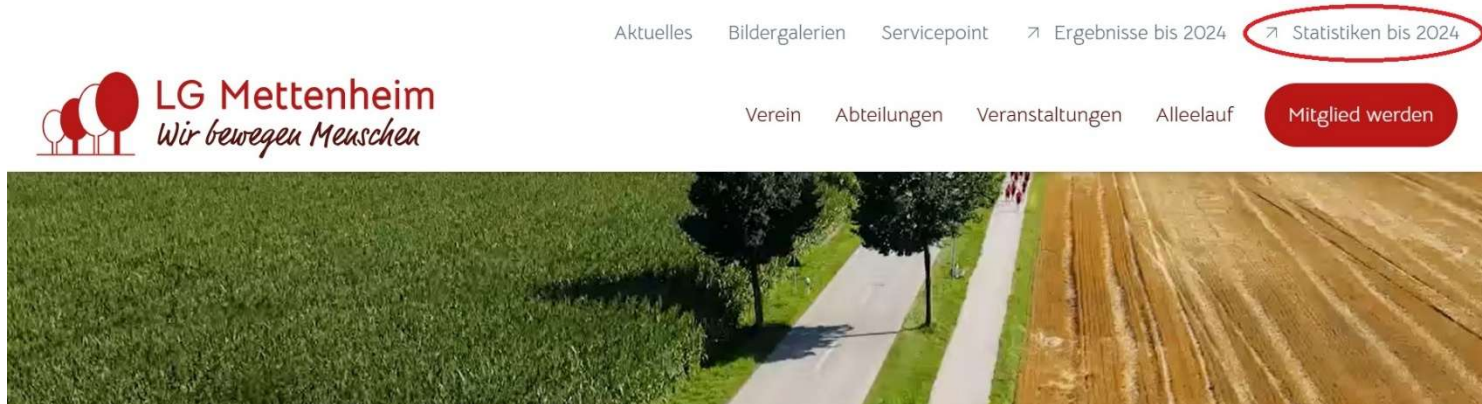 Aktuelles Bildergalerien Servicepoint Ergebnisse bis 2024 Statistiken bis 2024
LG Mettenheim
Wir bewegen Menschen
Verein Abteilungen Veranstaltungen Alleelauf Mitglied werden